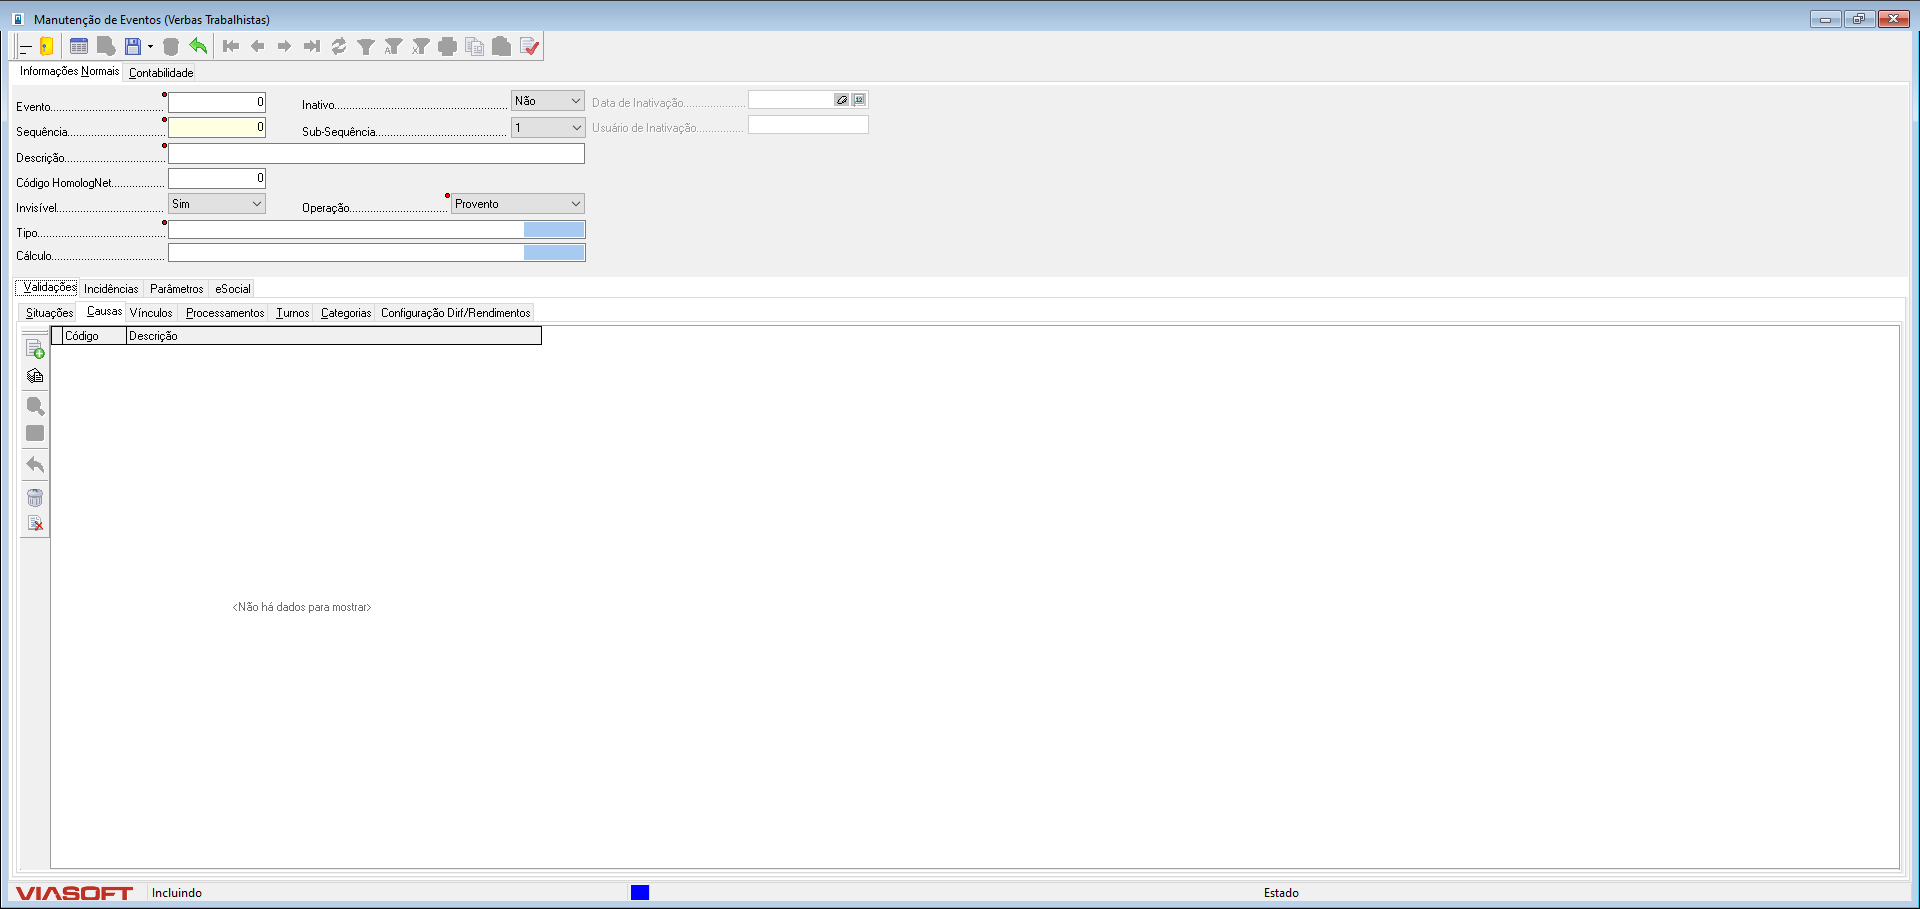 Manutenção de Eventos (Verbas Trabalhistas)
Informações Normais Contabilidade
Evento 0 Inativo Não Data de Inativação
Sequência 0 Sub-Sequência 1 Usuário de Inativação
Descrição
Código HomologNet 0
Invisível Sim Operação Provento
Tipo
Cálculo
Validações Incidências Parâmetros eSocial
Situações Causas Vínculos Processamentos Turnos Categorias Configuração Dirf/Rendimentos
Código Descrição
<Não há dados para mostrar>
VIASOFT Incluindo Estado